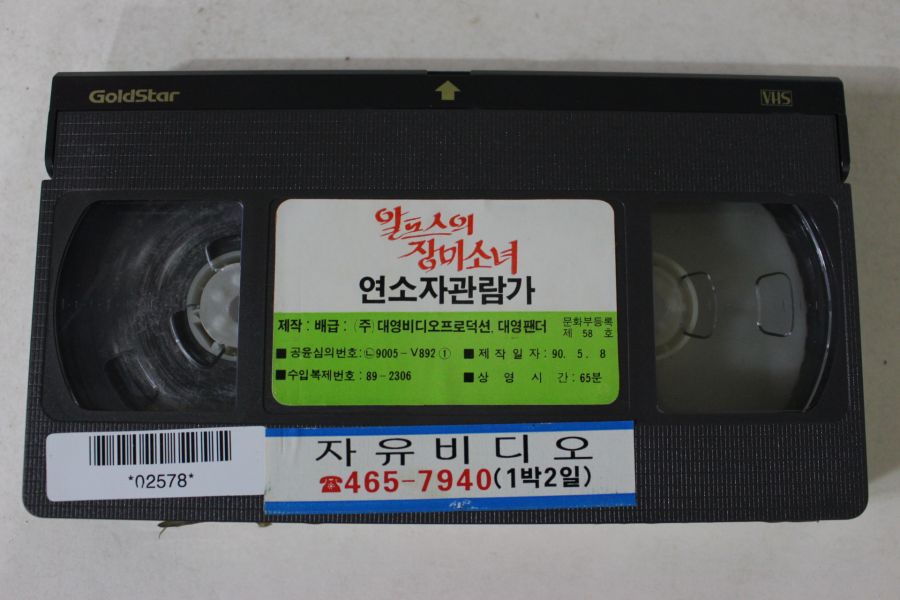 GoldStar
VHS
알프스의
장미소녀
연소자관람가
제작 : 배급 : (주) 대영비디오프로덕션, 대영팬더 문화부등록 제 58 호
■ 공윤심의번호 : ㉡9005-V892 ① ■ 제 작 일 자 : 90. 5. 8
■ 수입복제번호 : 89-2306 ■ 상 영 시 간 : 65분
*02578*
자유비디오
☎465-7940(1박2일)